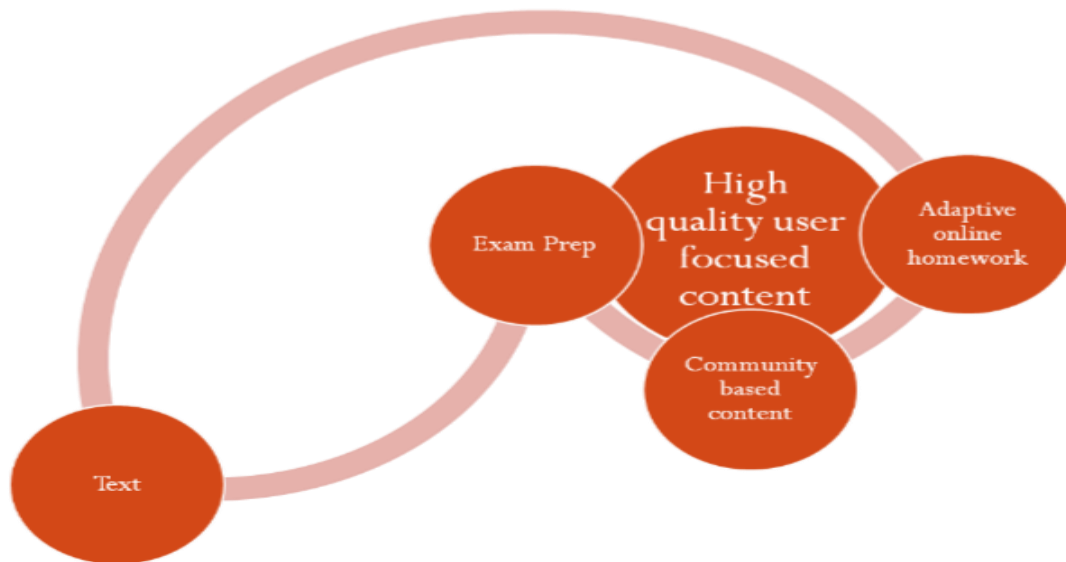 High
quality user
focused
content
Exam Prep
Adaptive
online
homework
Community
based
content
Text